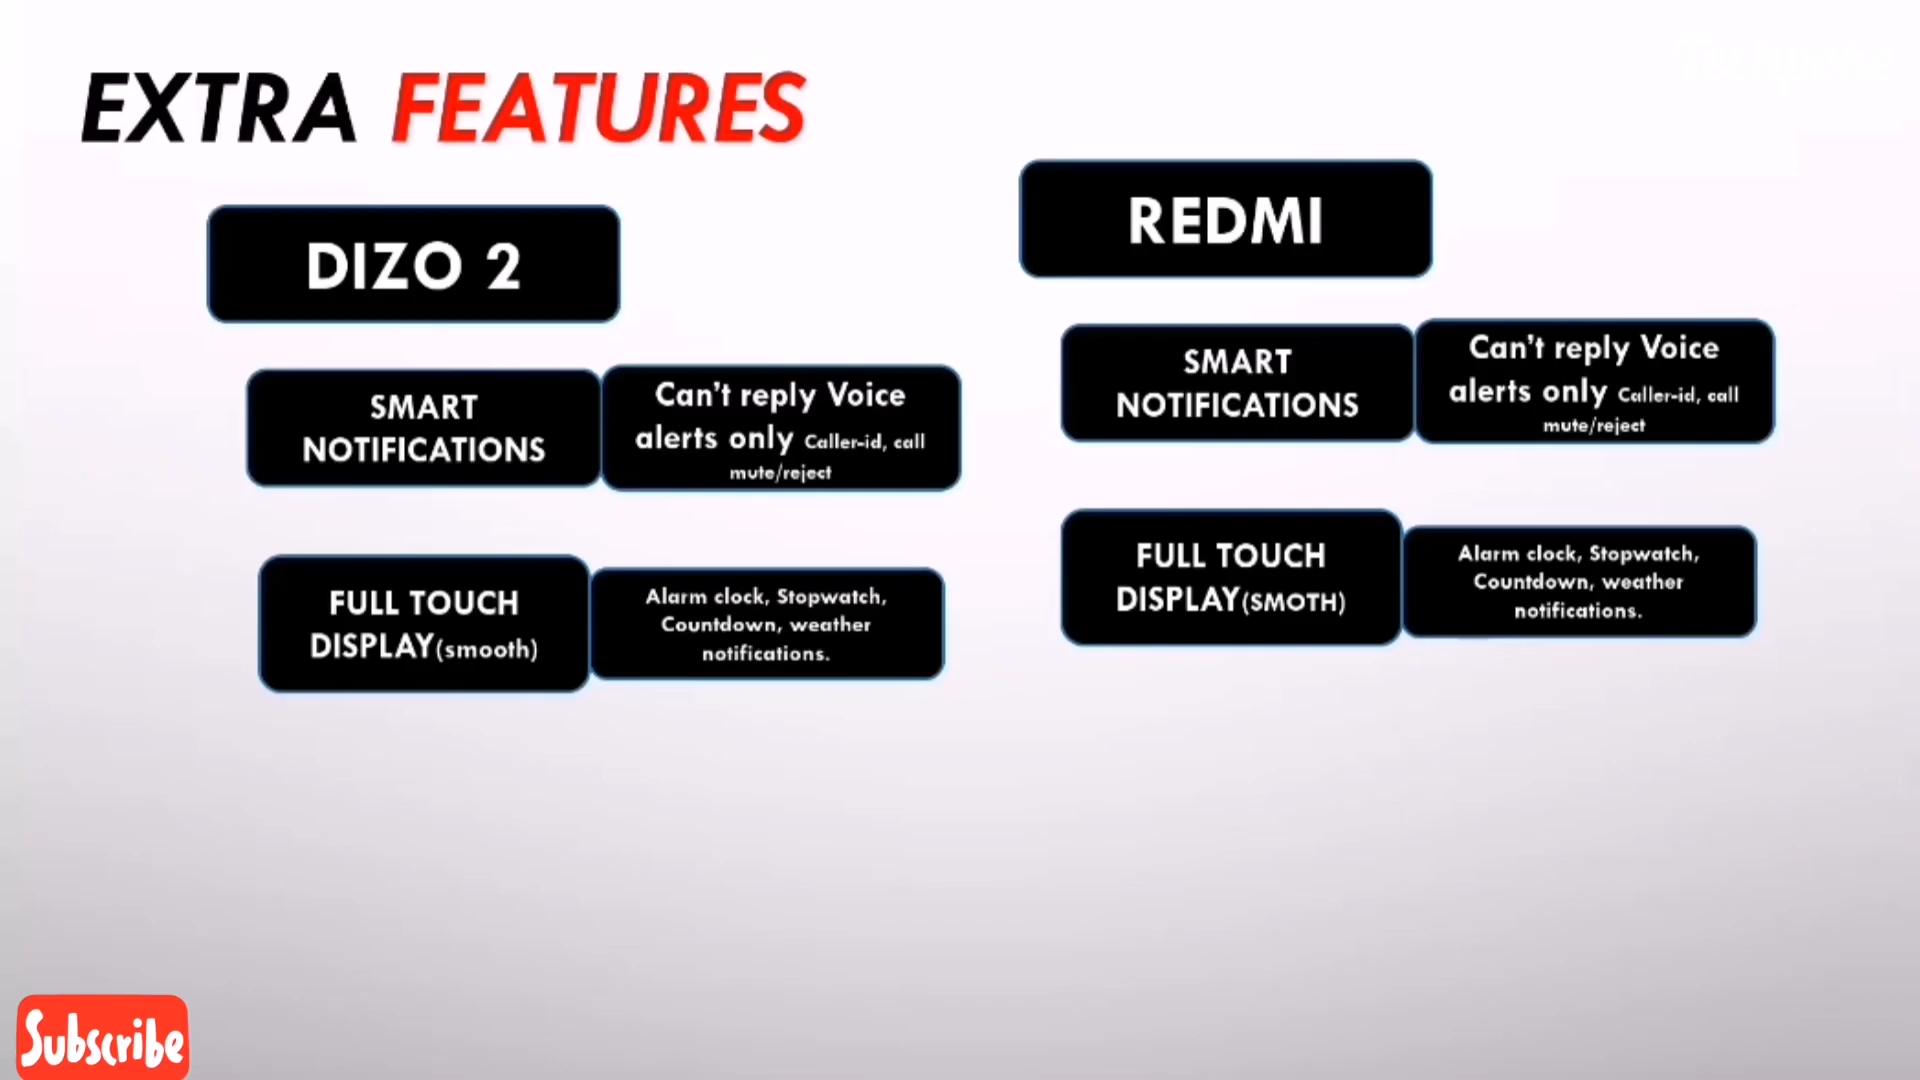 EXTRA FEATURES
DIZO 2
SMART
NOTIFICATIONS
Can't reply Voice
alerts only Caller-id, call
mute/reject
FULL TOUCH
DISPLAY(smooth)
Alarm clock, Stopwatch,
Countdown, weather
notifications.
REDMI
SMART
NOTIFICATIONS
Can't reply Voice
alerts only Caller-id, call
mute/reject
FULL TOUCH
DISPLAY(SMOTH)
Alarm clock, Stopwatch,
Countdown, weather
notifications.
Subscribe